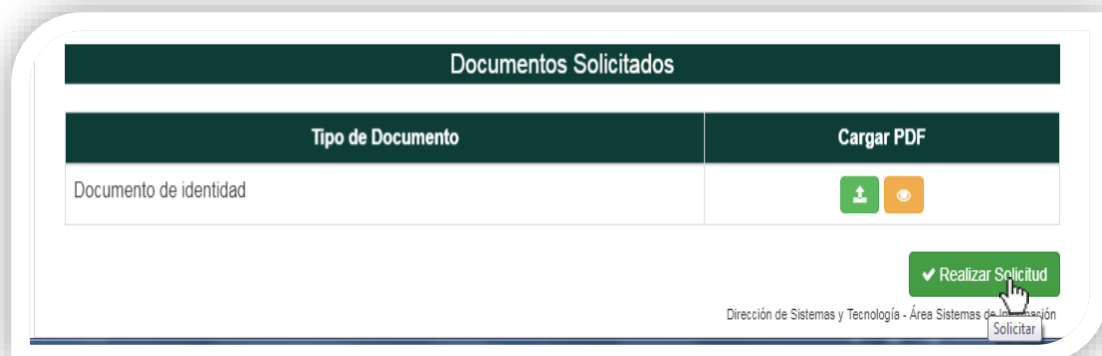 Documentos Solicitados
Tipo de Documento Cargar PDF
Documento de identidad
Realizar Solicitud
Dirección de Sistemas y Tecnología - Área Sistemas de Información
Solicitar